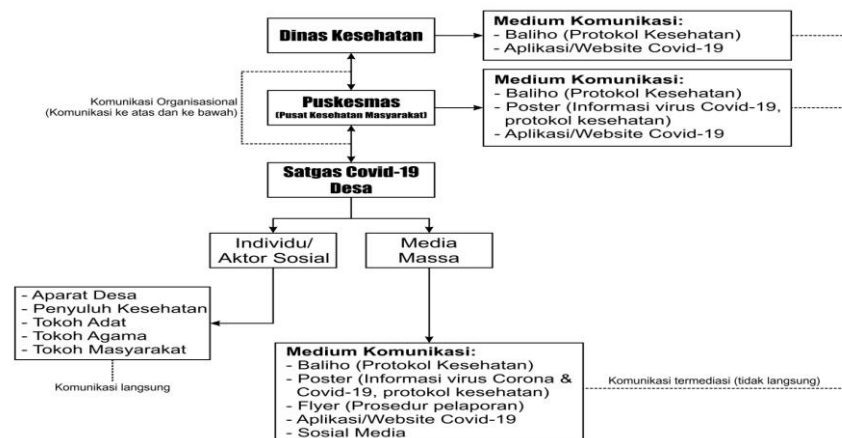 Dinas Kesehatan
Medium Komunikasi:
- Baliho (Protokol Kesehatan)
- Aplikasi/Website Covid-19
Komunikasi Organisasional
(Komunikasi ke atas dan ke bawah)
Puskesmas
(Pusat Kesehatan Masyarakat)
Medium Komunikasi:
- Baliho (Protokol Kesehatan)
- Poster (Informasi virus Covid-19,
protokol kesehatan)
- Aplikasi/Website Covid-19
Satgas Covid-19
Desa
Individu/
Aktor Sosial
Media
Massa
- Aparat Desa
- Penyuluh Kesehatan
- Tokoh Adat
- Tokoh Agama
- Tokoh Masyarakat
Komunikasi langsung
Medium Komunikasi:
- Baliho (Protokol Kesehatan)
- Poster (Informasi virus Corona &
Covid-19, protokol kesehatan)
- Flyer (Prosedur pelaporan)
- Aplikasi/Website Covid-19
- Sosial Media
Komunikasi termediasi (tidak langsung)